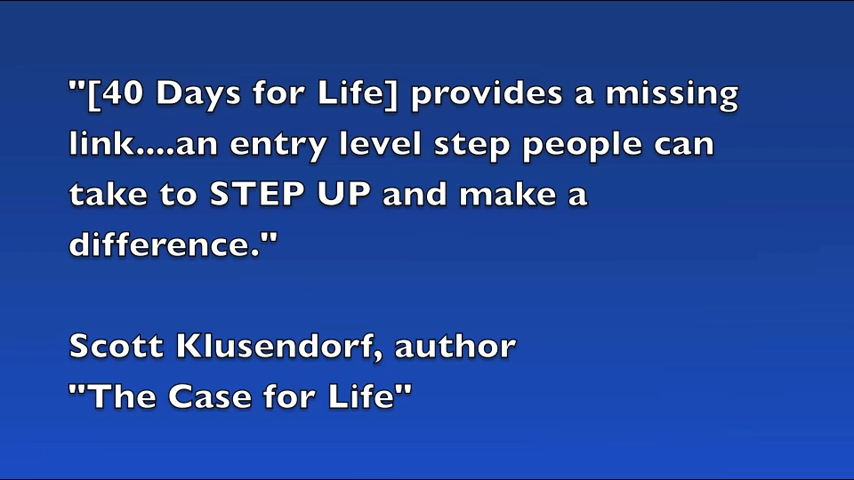 "[40 Days for Life] provides a missing
link....an entry level step people can
take to STEP UP and make a
difference."
Scott Klusendorf, author
"The Case for Life"